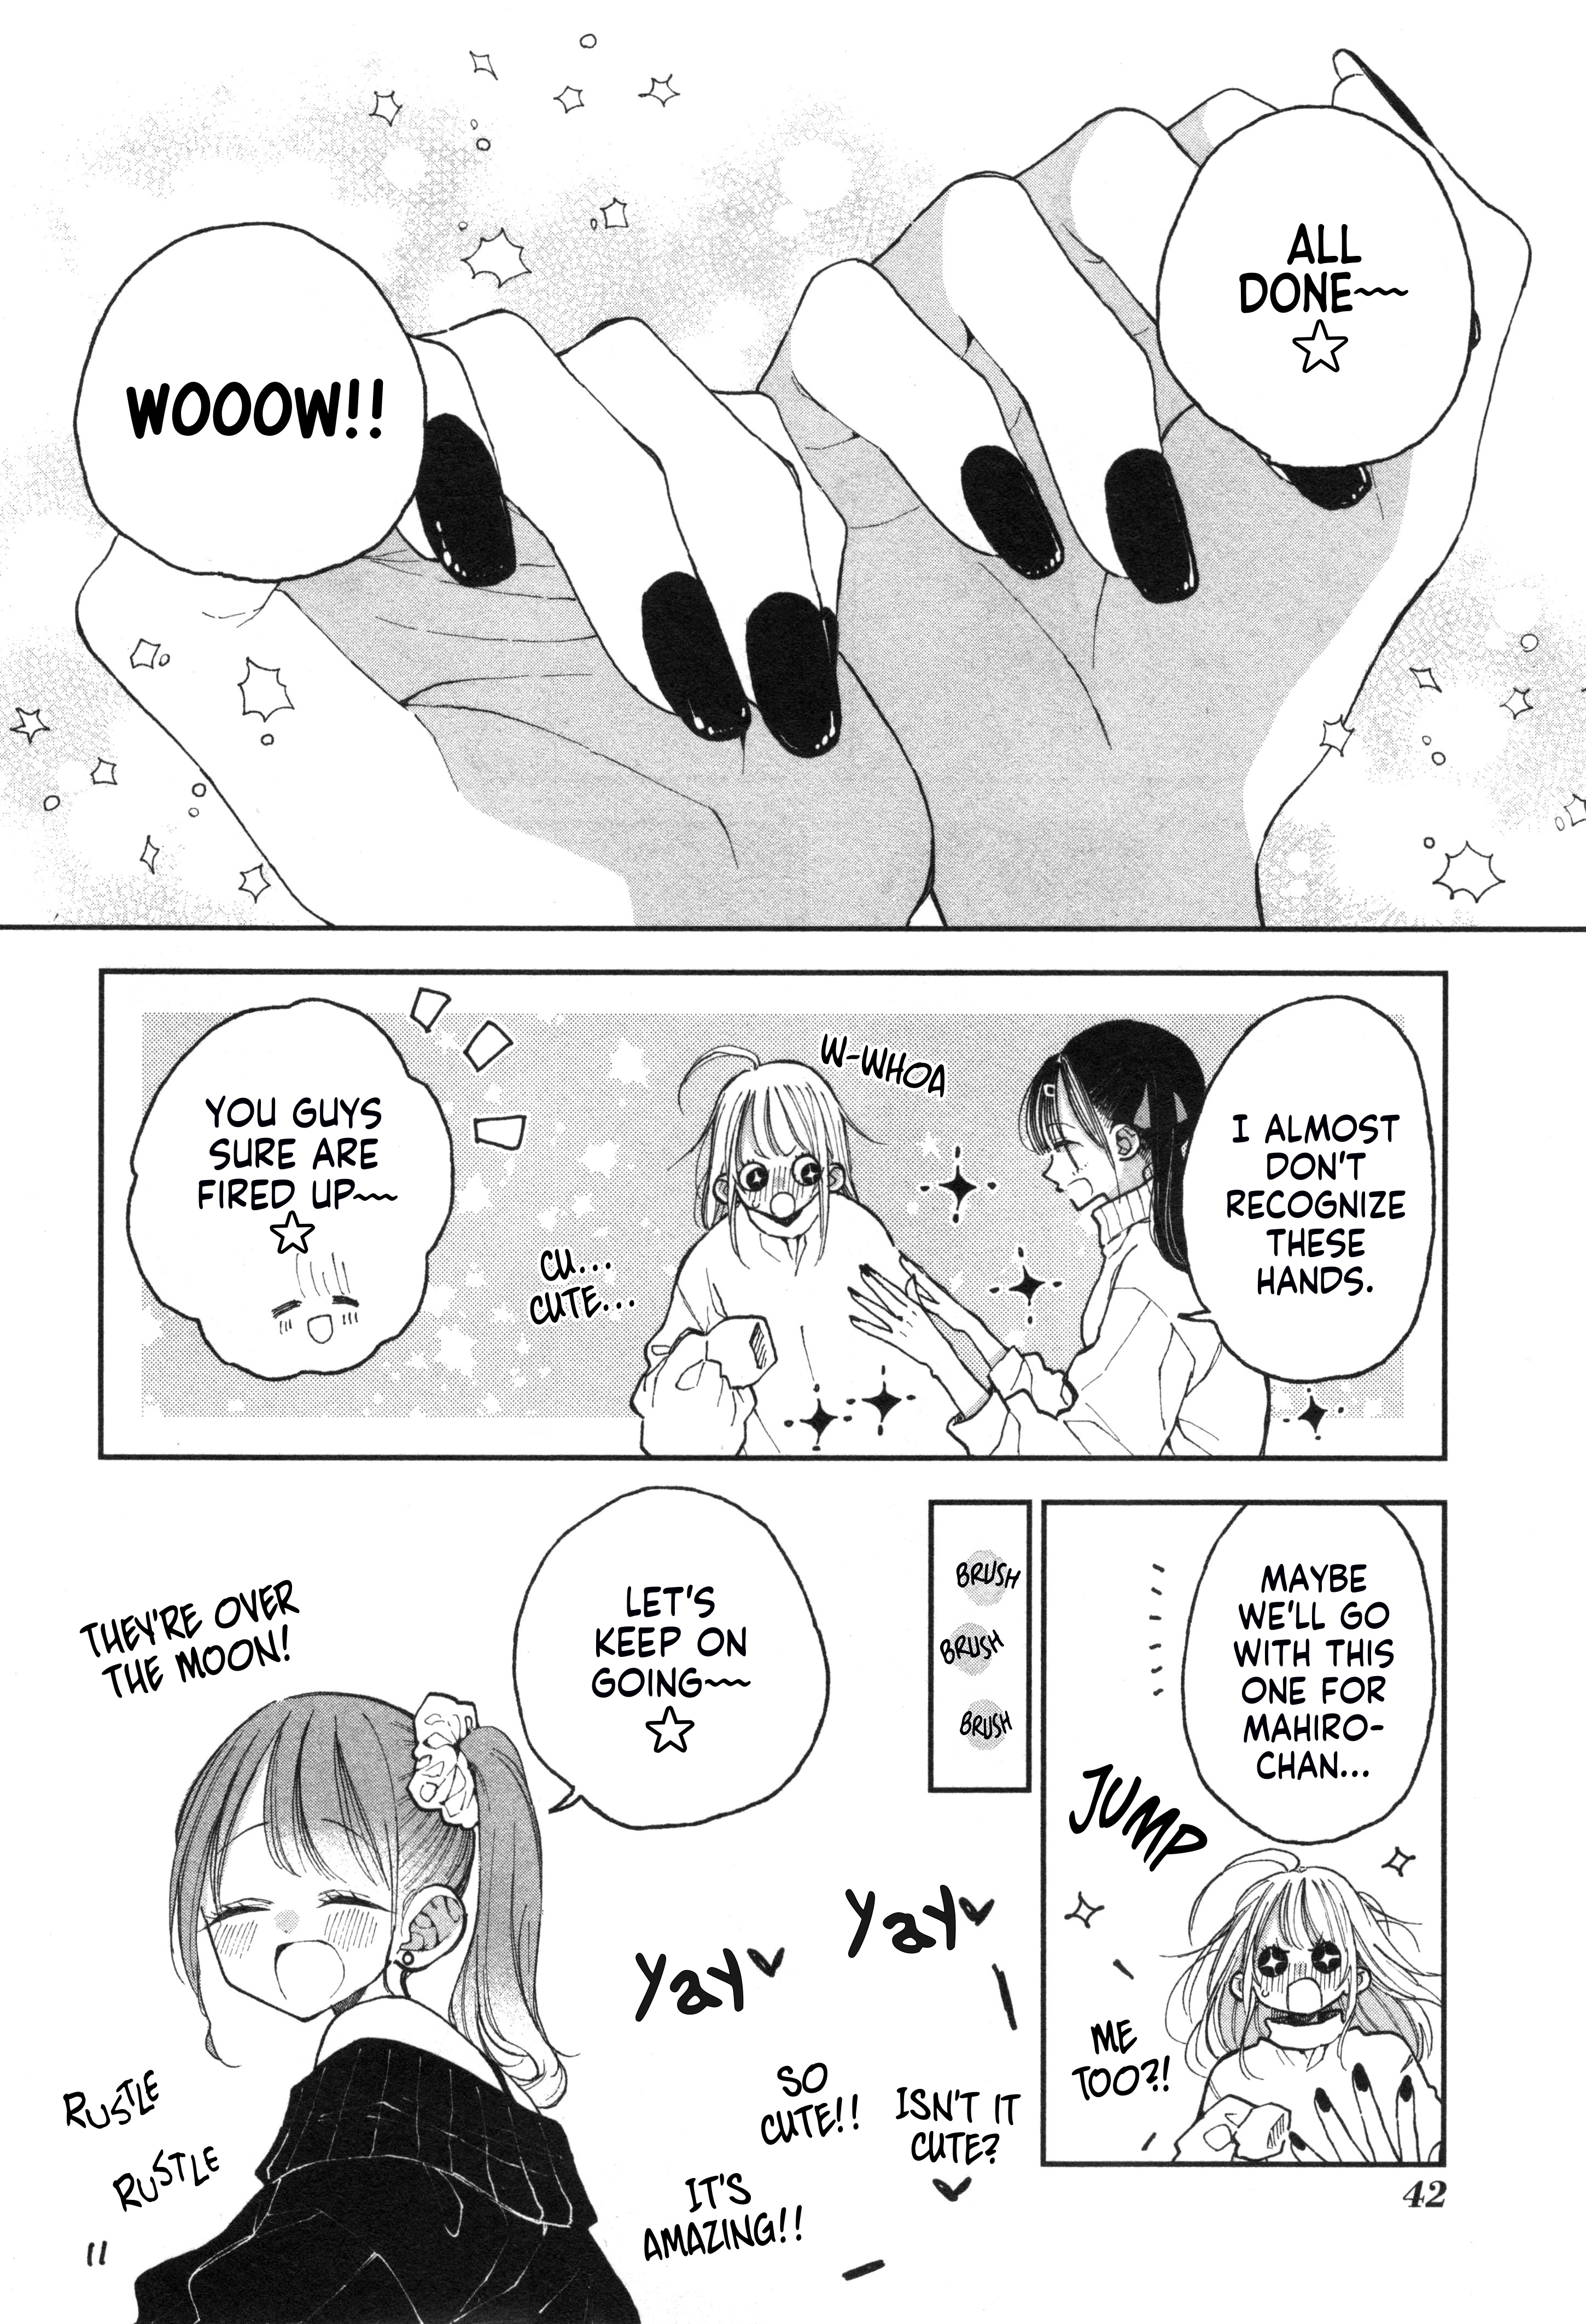 ALL
DONE~~
☆
WOOOW!!
I ALMOST
DON'T
RECOGNIZE
THESE
HANDS.
W-WHOA
CU...
CUTE...
YOU GUYS
SURE ARE
FIRED UP~~
☆
MAYBE
WE'LL GO
WITH THIS
ONE FOR
MAHIRO-
CHAN...
JUMP
ME
TOO?!
BRUSH
BRUSH
BRUSH
LET'S
KEEP ON
GOING~~
☆
THEY'RE OVER
THE MOON!
Yay♥
Yay♥
SO
CUTE!!
ISN'T IT
CUTE?
♥
IT'S
AMAZING!!
RUSTLE
RUSTLE
42